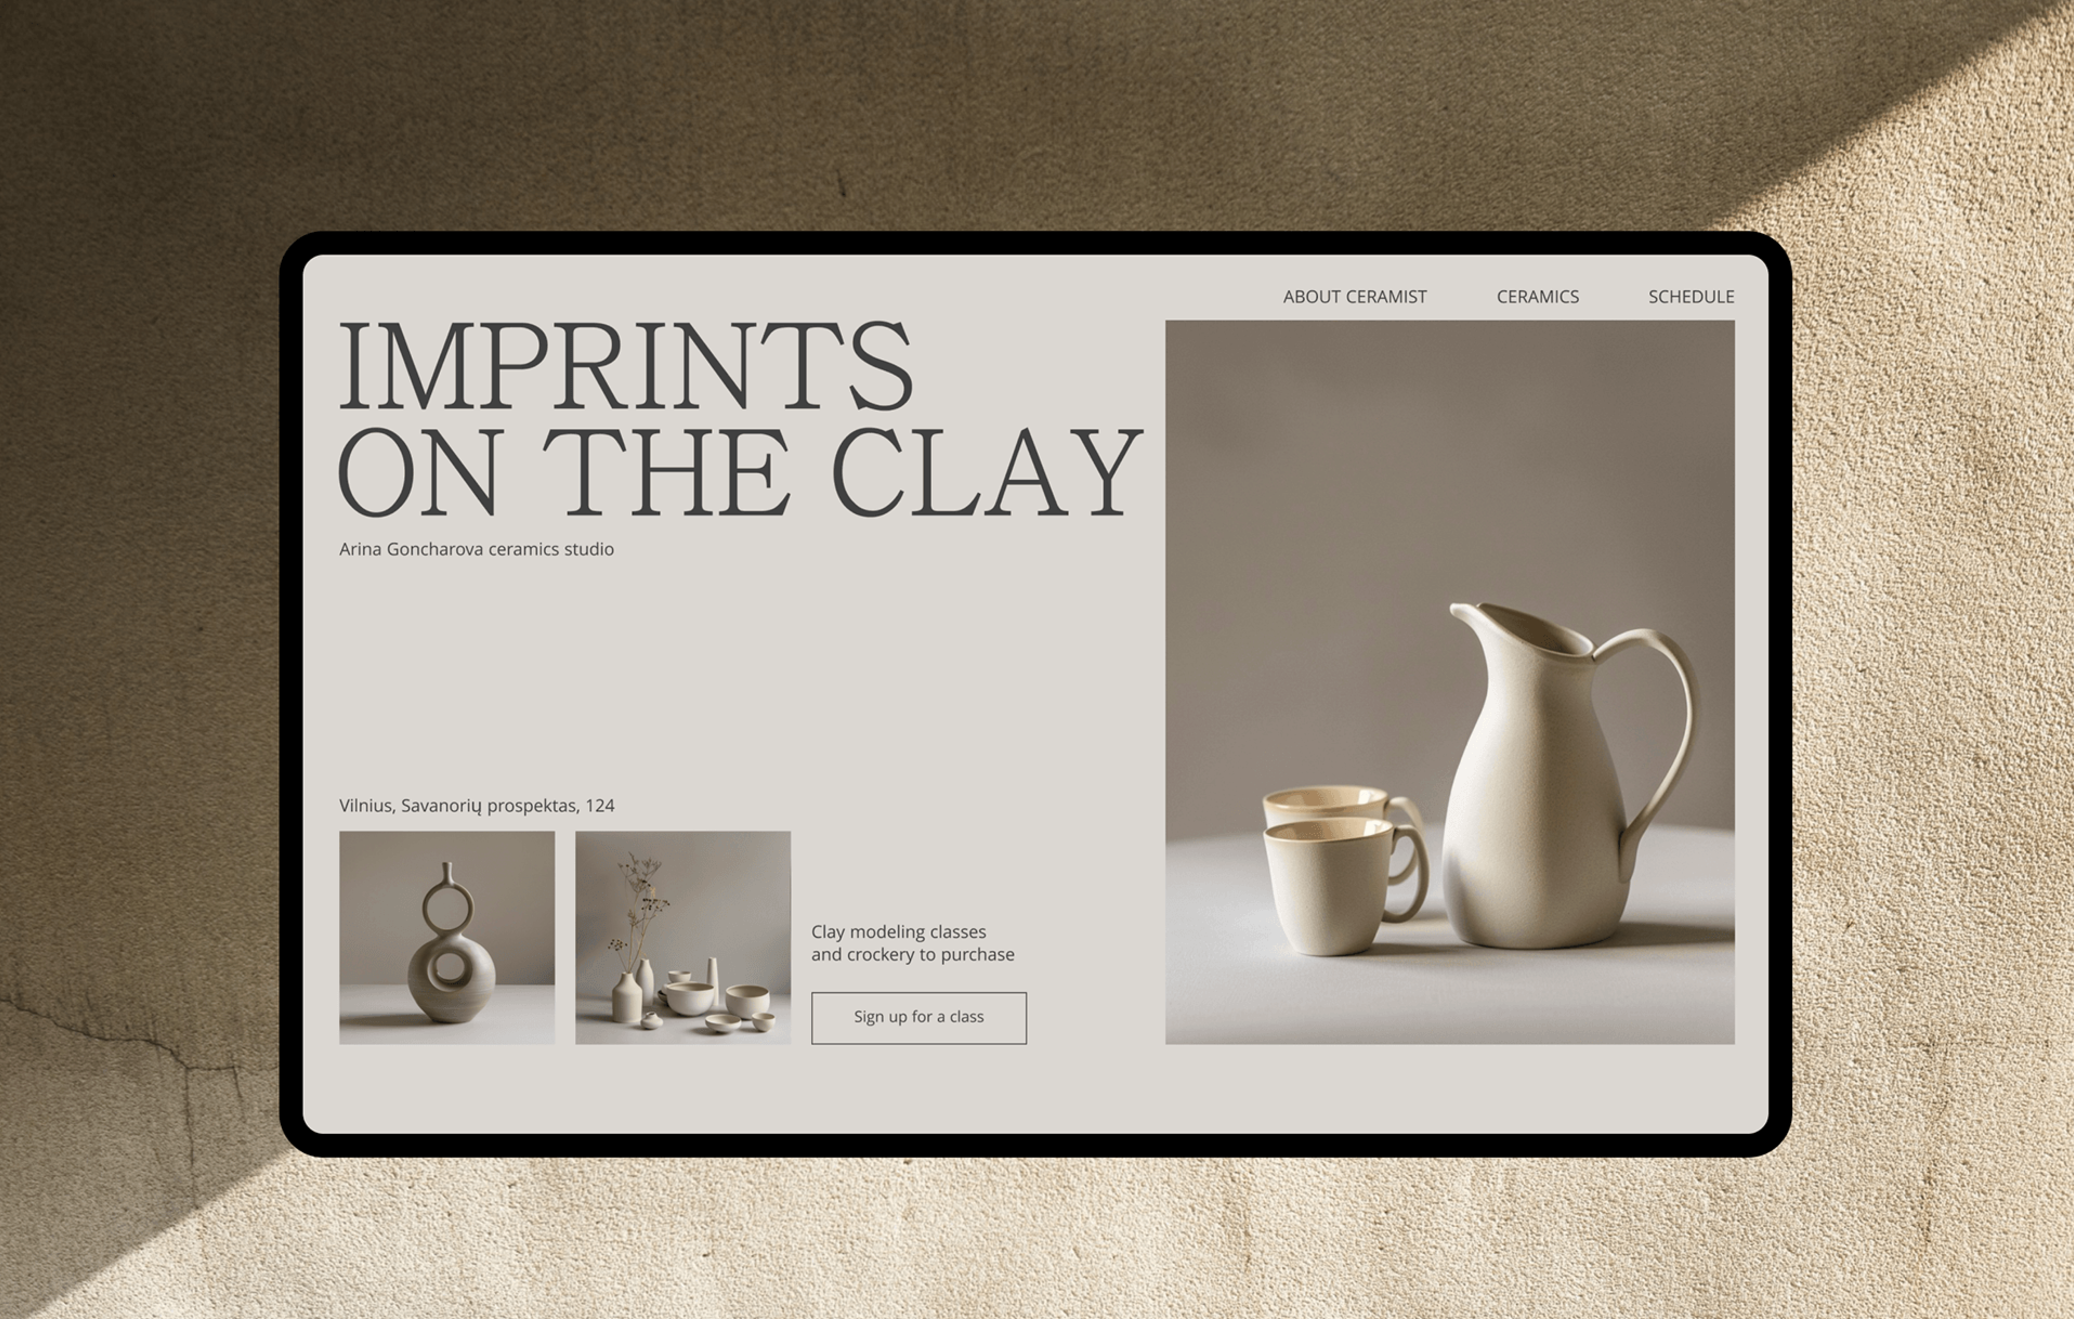 ABOUT CERAMIST
CERAMICS
SCHEDULE
IMPRINTS
ON THE CLAY
Arina Goncharova ceramics studio
Vilnius, Savanorių prospektas, 124
Clay modeling classes
and crockery to purchase
Sign up for a class